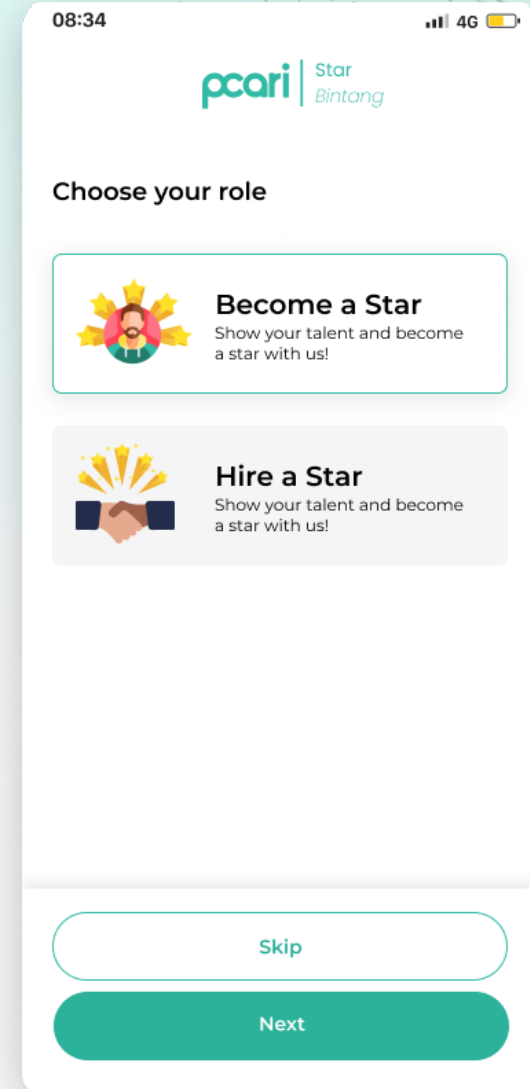 08:34
4G
pcari
Star
Bintang
Choose your role
Become a Star
Show your talent and become
a star with us!
Hire a Star
Show your talent and become
a star with us!
Skip
Next